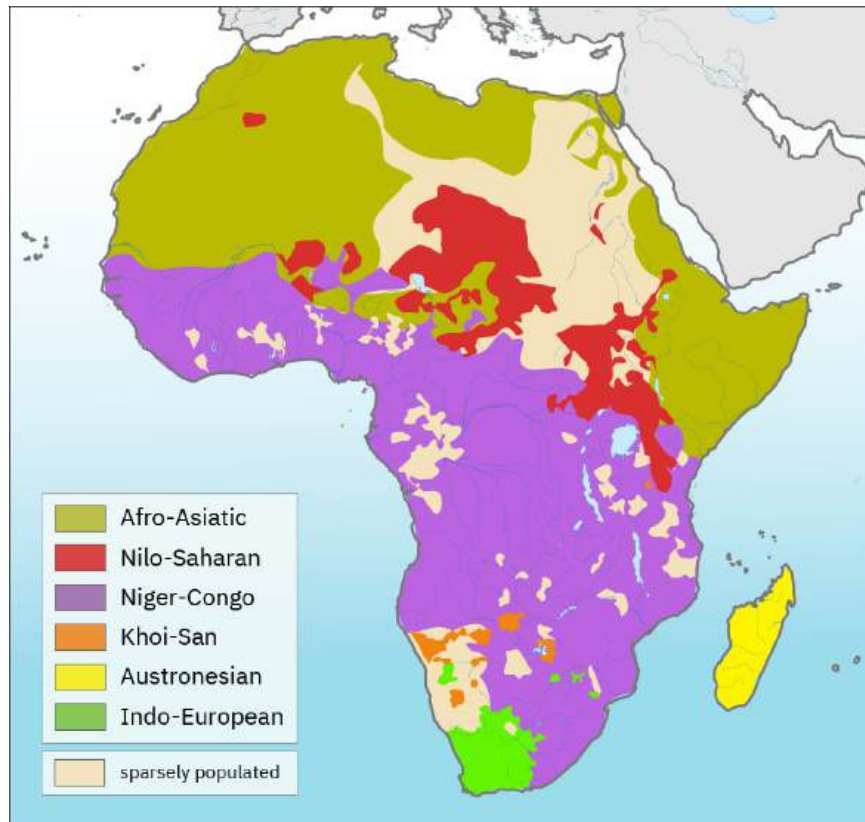 Afro-Asiatic
Nilo-Saharan
Niger-Congo
Khoi-San
Austronesian
Indo-European
sparsely populated